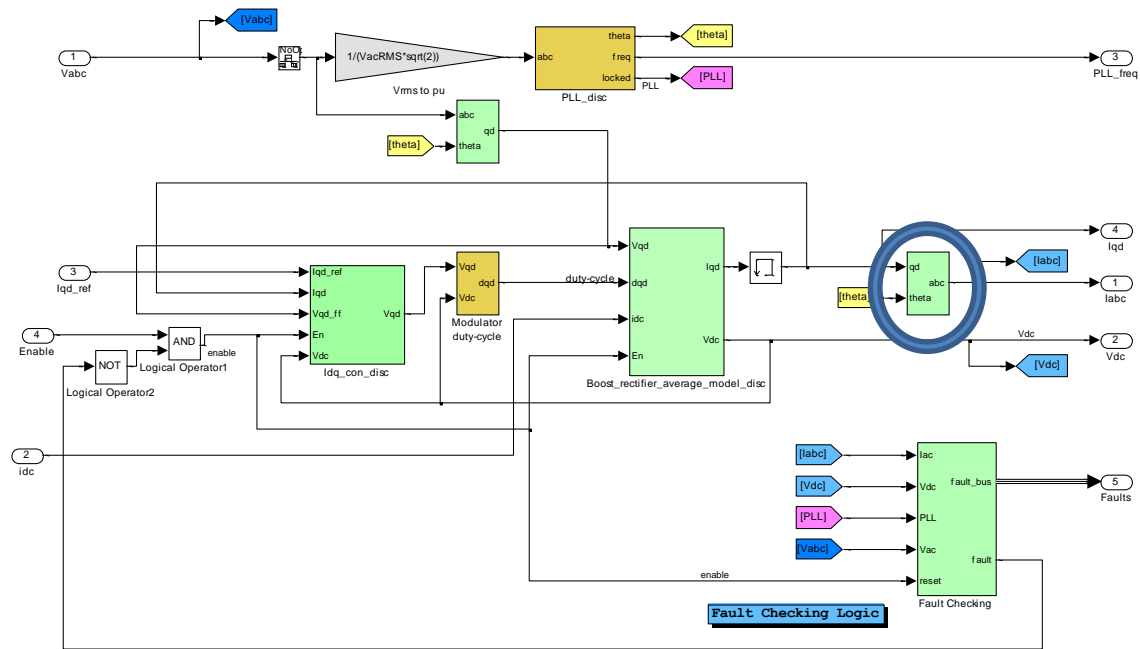 [Vabc]
1
Vabc
1/(VacRMS*sqrt(2))
Vrms to pu
abc
theta
freq
locked
PLL_disc
[theta]
PLL
[PLL]
3
PLL_freq
abc
theta
qd
[theta]
3
Iqd_ref
4
Enable
AND
Logical Operator1
enable
NOT
Logical Operator2
Iqd_ref
Iqd
Vqd_ff
En
Vdc
Vqd
Idq_con_disc
Vqd
Vdc
dqd
Modulator
duty-cycle
duty-cycle
Vqd
dqd
idc
En
Iqd
Vdc
Boost_rectifier_average_model_disc
qd
theta
abc
[theta]
4
Iqd
[Iabc]
1
Iabc
Vdc
2
Vdc
[Vdc]
2
idc
[Iabc]
[Vdc]
[PLL]
[Vabc]
enable
Iac
Vdc
PLL
Vac
reset
fault_bus
fault
Fault Checking
5
Faults
Fault Checking Logic